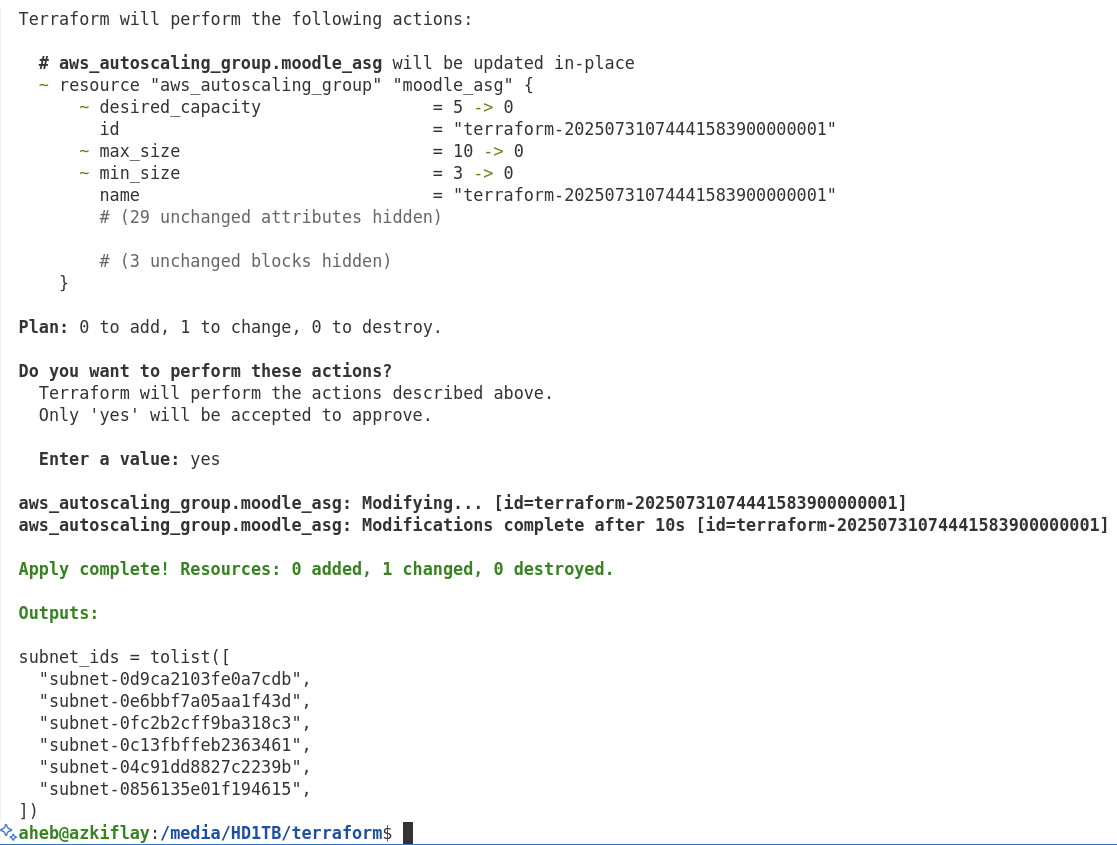 Terraform will perform the following actions:
# aws_autoscaling_group.moodle_asg will be updated in-place
~ resource "aws_autoscaling_group" "moodle_asg" {
~ desired_capacity = 5 -> 0
id = "terraform-20250731074441583900000001"
~ max_size = 10 -> 0
~ min_size = 3 -> 0
name = "terraform-20250731074441583900000001"
# (29 unchanged attributes hidden)
# (3 unchanged blocks hidden)
}
Plan: 0 to add, 1 to change, 0 to destroy.
Do you want to perform these actions?
Terraform will perform the actions described above.
Only 'yes' will be accepted to approve.
Enter a value: yes
aws_autoscaling_group.moodle_asg: Modifying... [id=terraform-20250731074441583900000001]
aws_autoscaling_group.moodle_asg: Modifications complete after 10s [id=terraform-20250731074441583900000001]
Apply complete! Resources: 0 added, 1 changed, 0 destroyed.
Outputs:
subnet_ids = tolist([
"subnet-0d9ca2103fe0a7cdb",
"subnet-0e6bbf7a05aa1f43d",
"subnet-0fc2b2cff9ba318c3",
"subnet-0c13fbffeb2363461",
"subnet-04c91dd8827c2239b",
"subnet-0856135e01f194615",
])
aheb@azkiflay:/media/HD1TB/terraform$